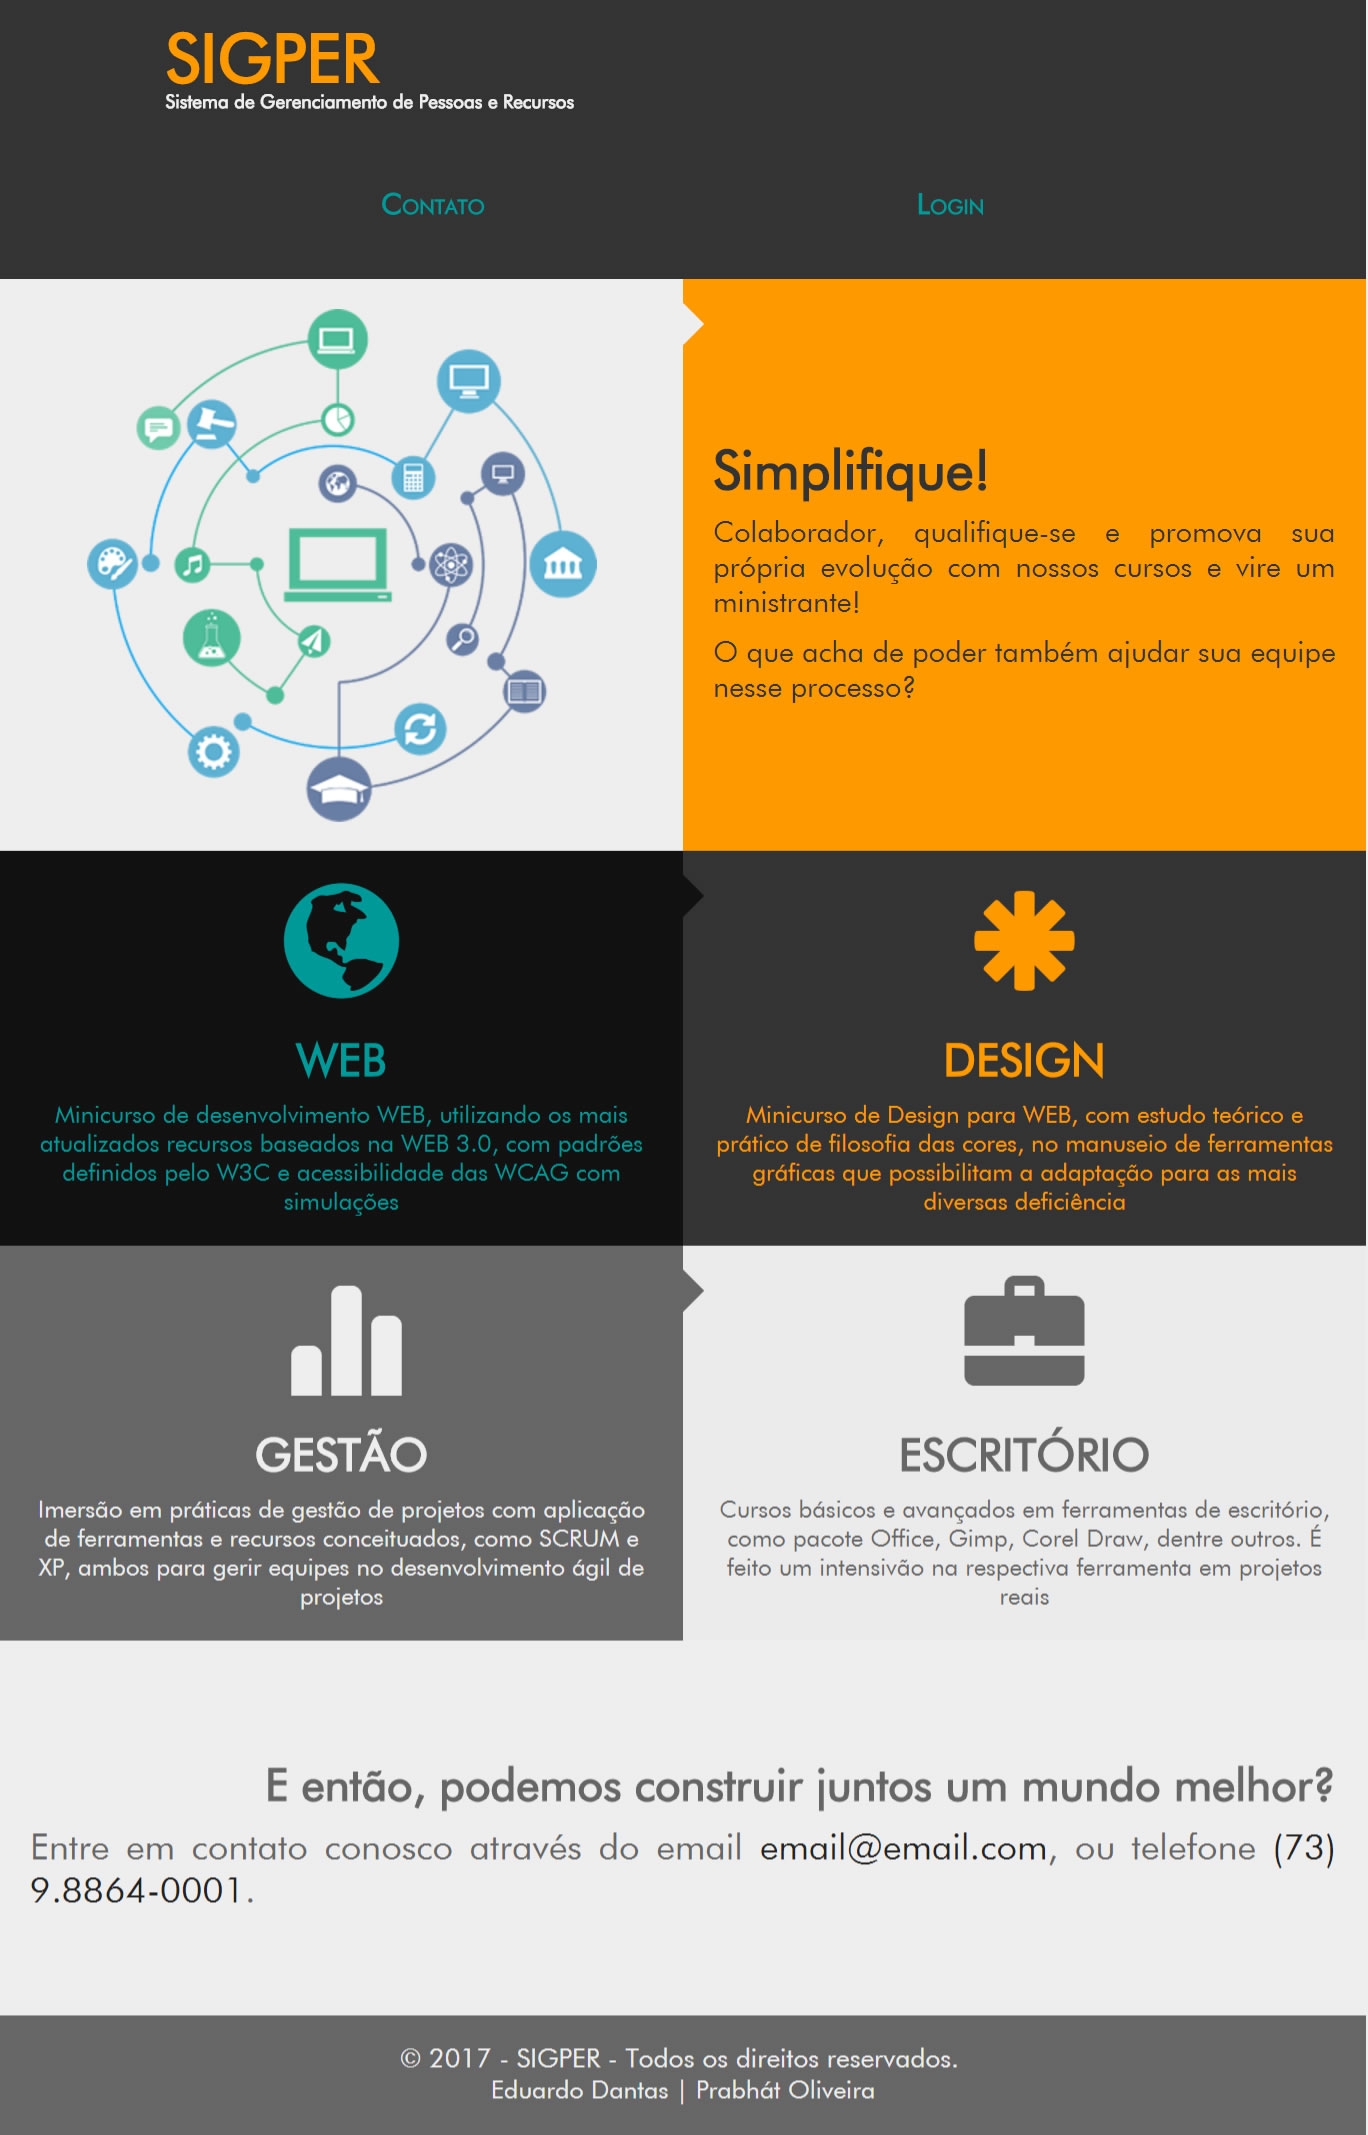 SIGPER
Sistema de Gerenciamento de Pessoas e Recursos
Contato
Login
Simplifique!
Colaborador, qualifique-se e promova sua
própria evolução com nossos cursos e vire um
ministrante!
O que acha de poder também ajudar sua equipe
nesse processo?
WEB
Minicurso de desenvolvimento WEB, utilizando os mais
atualizados recursos baseados na WEB 3.0, com padrões
definidos pelo W3C e acessibilidade das WCAG com
simulações
DESIGN
Minicurso de Design para WEB, com estudo teórico e
prático de filosofia das cores, no manuseio de ferramentas
gráficas que possibilitam a adaptação para as mais
diversas deficiência
GESTÃO
Imersão em práticas de gestão de projetos com aplicação
de ferramentas e recursos conceituados, como SCRUM e
XP, ambos para gerir equipes no desenvolvimento ágil de
projetos
ESCRITÓRIO
Cursos básicos e avançados em ferramentas de escritório,
como pacote Office, Gimp, Corel Draw, dentre outros. É
feito um intensivão na respectiva ferramenta em projetos
reais
E então, podemos construir juntos um mundo melhor?
Entre em contato conosco através do email email@email.com, ou telefone (73)
9.8864-0001.
© 2017 - SIGPER - Todos os direitos reservados.
Eduardo Dantas | Prabhát Oliveira